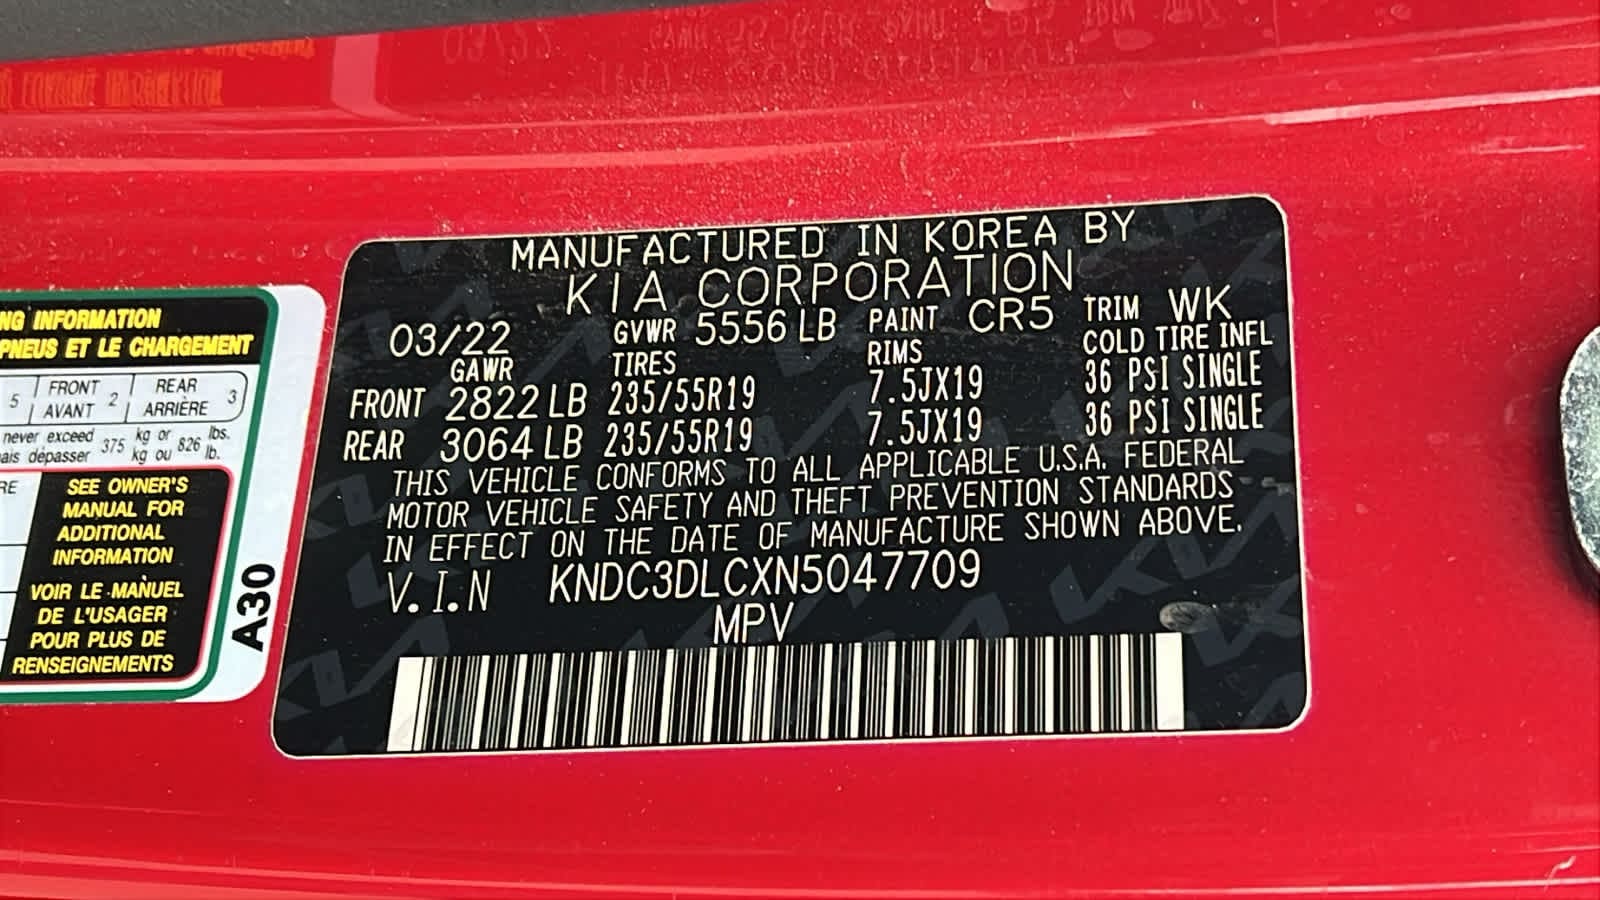 MANUFACTURED IN KOREA BY
KIA CORPORATION
03/22 GVWR 5556 LB PAINT CR5 TRIM WK
GAWR TIRES RIMS COLD TIRE INFL
FRONT 2822 LB 235/55R19 7.5JX19 36 PSI SINGLE
REAR 3064 LB 235/55R19 7.5JX19 36 PSI SINGLE
THIS VEHICLE CONFORMS TO ALL APPLICABLE U.S.A. FEDERAL
MOTOR VEHICLE SAFETY AND THEFT PREVENTION STANDARDS
IN EFFECT ON THE DATE OF MANUFACTURE SHOWN ABOVE.
V.I.N KNDC3DLCXN5047709
MPV
INFORMATION
PNEUS ET LE CHARGEMENT
5 FRONT 2 REAR 3
AVANT ARRIÈRE
never exceed 375 kg or 826 lbs.
dépasser kg ou lb.
SEE OWNER'S
MANUAL FOR
ADDITIONAL
INFORMATION
VOIR LE MANUEL
DE L'USAGER
POUR PLUS DE
RENSEIGNEMENTS
A30